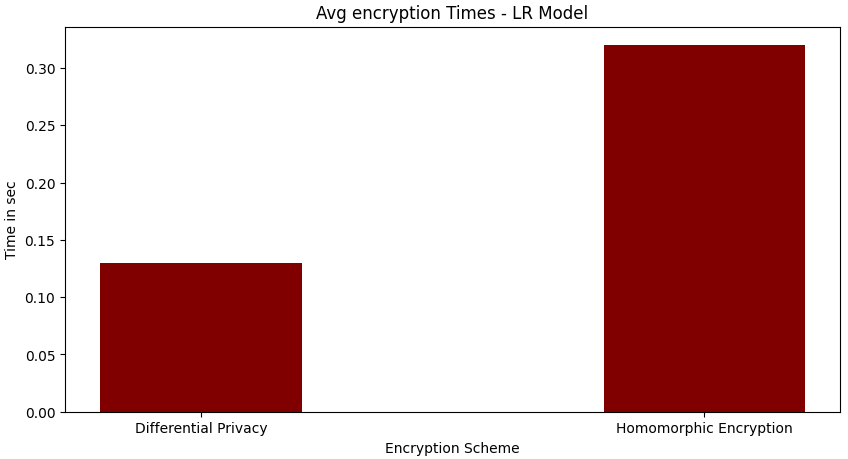 Avg encryption Times - LR Model
0.30
0.25
0.20
0.15
0.10
0.05
0.00
Time in sec
Differential Privacy
Homomorphic Encryption
Encryption Scheme